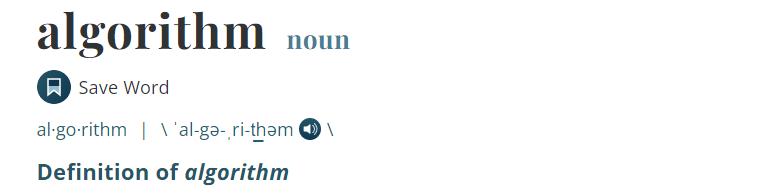 algorithm noun
Save Word
al·go·rithm | \ ˈal-gə-ˌri-t͟həm \
Definition of algorithm